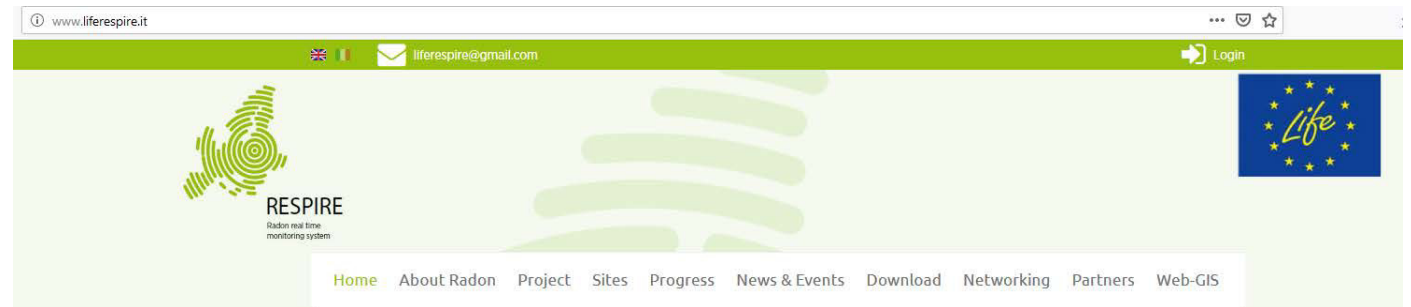 www.liferespire.it
liferespire@gmail.com
Login
Life
RESPIRE
Radon real time
monitoring system
Home About Radon Project Sites Progress News & Events Download Networking Partners Web-GIS